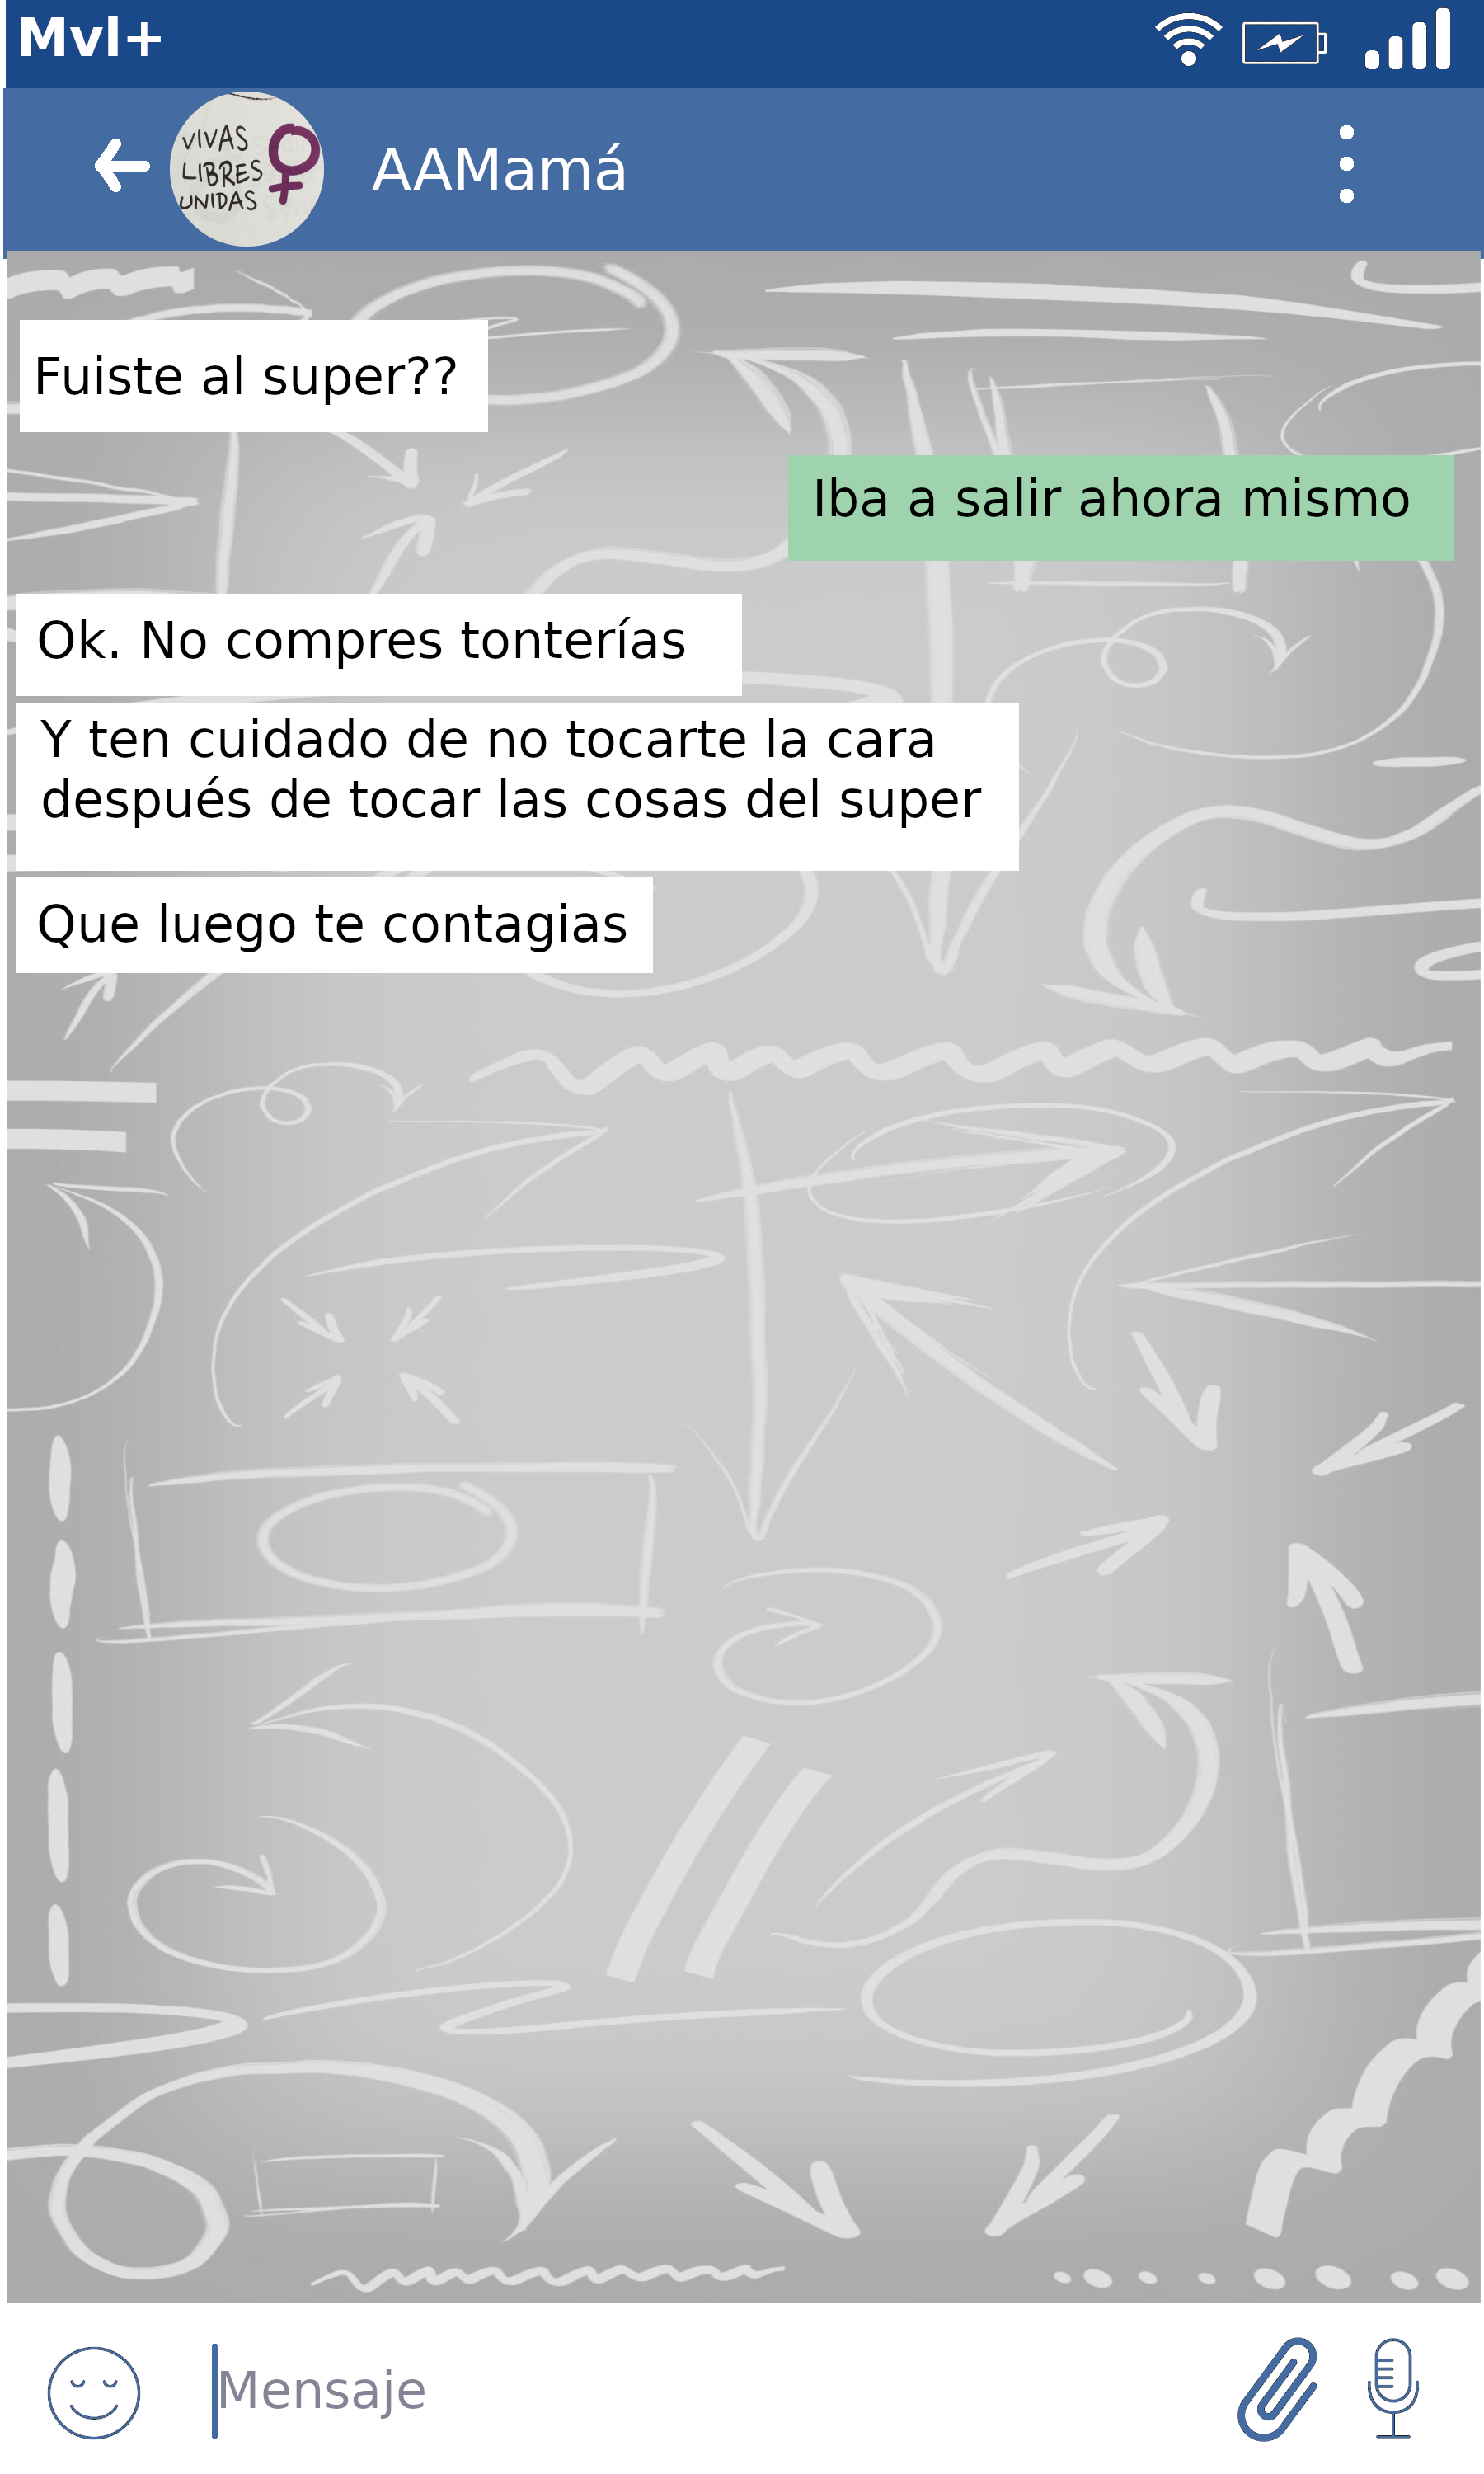 Mvl+
VIVAS
LIBRES
UNIDAS
AAMamá
Fuiste al super??
Iba a salir ahora mismo
Ok. No compres tonterías
Y ten cuidado de no tocarte la cara
después de tocar las cosas del super
Que luego te contagias
Mensaje